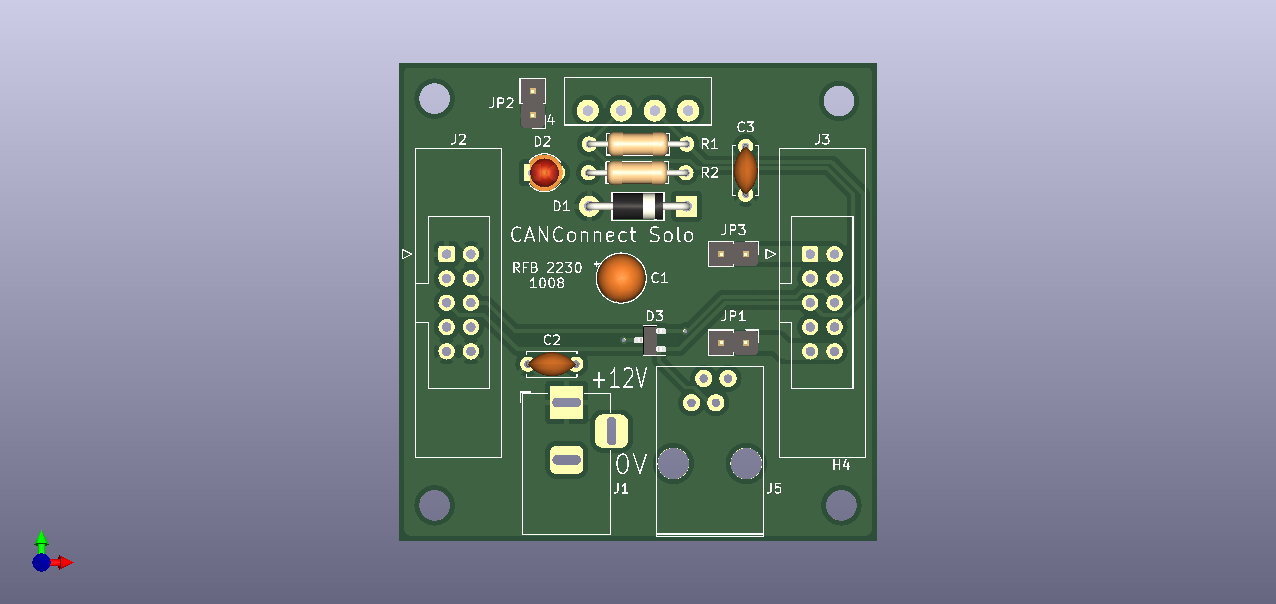 JP2
4
C3
D2
R1
J2
J3
R2
D1
JP3
CANConnect Solo
RFB 2230
1008
+
C1
D3
JP1
C2
+12V
0V
H4
J1
J5